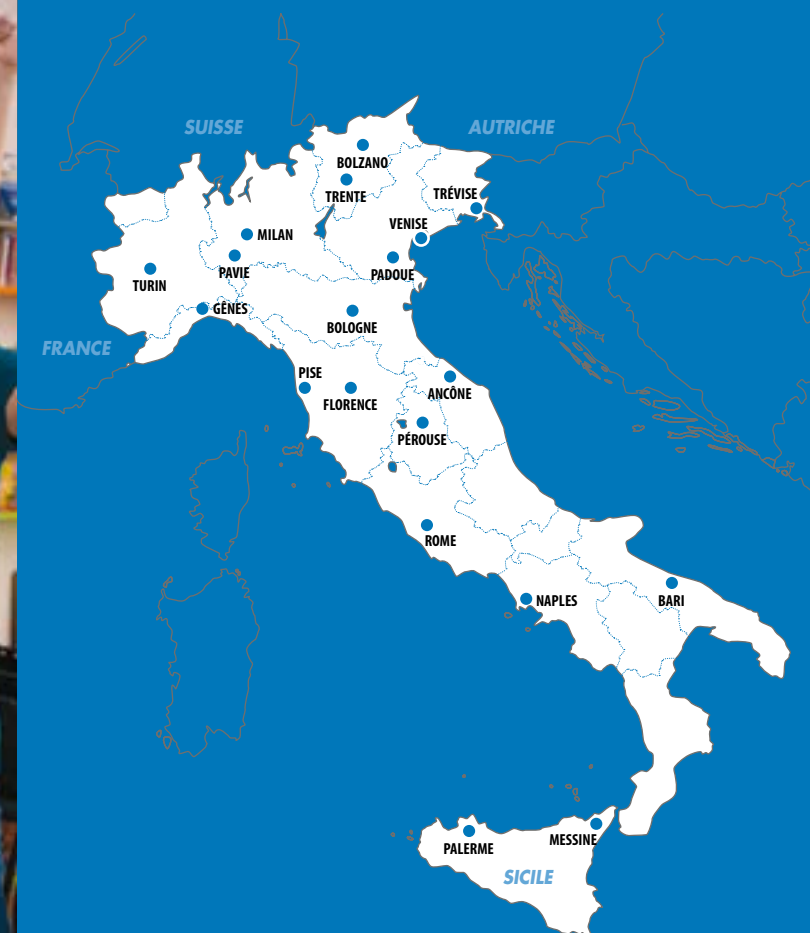 SUISSE
AUTRICHE
BOLZANO
TRENTE
TRÉVISE
VENISE
MILAN
PAVIE
PADOUE
TURIN
GÊNES
BOLOGNE
FRANCE
PISE
ANCÔNE
FLORENCE
PÉROUSE
ROME
NAPLES
BARI
MESSINE
PALERME
SICILE